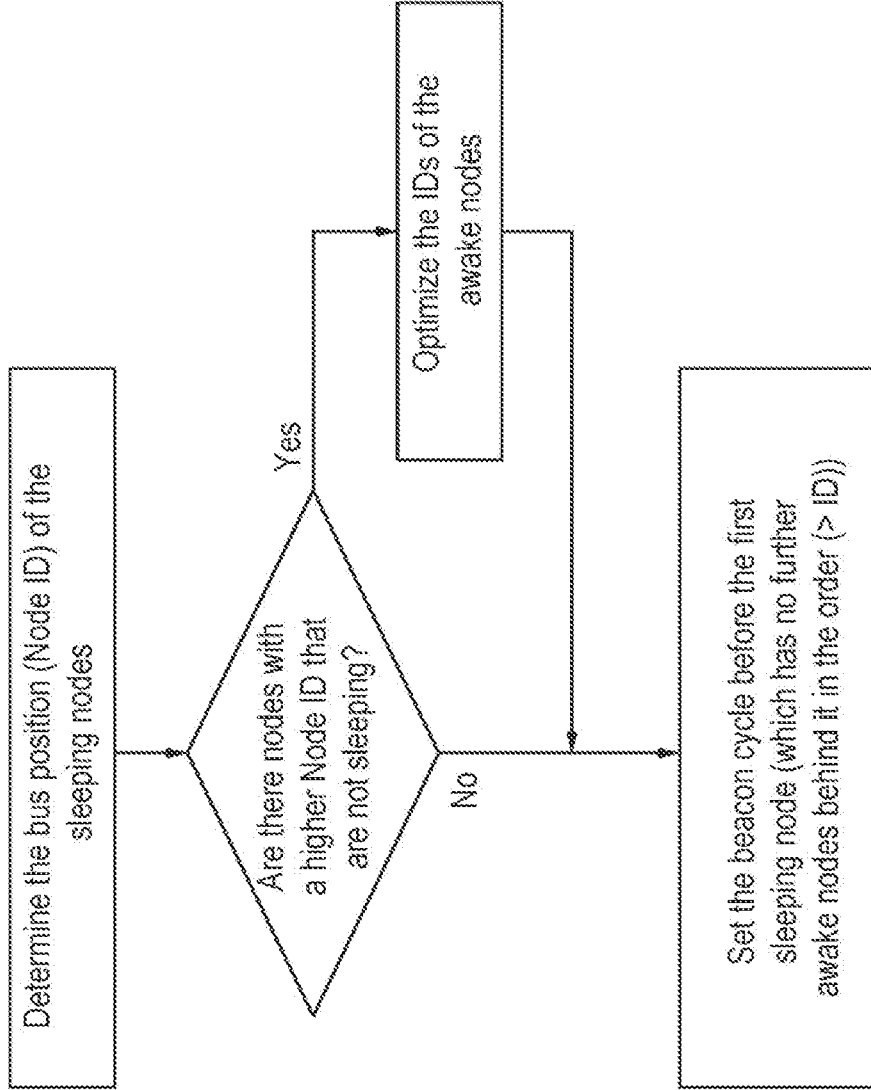 Determine the bus position (Node ID) of the
sleeping nodes
Are there nodes with
a higher Node ID that
are not sleeping?
Yes
No
Optimize the IDs of the
awake nodes
Set the beacon cycle before the first
sleeping node (which has no further
awake nodes behind it in the order (> ID))